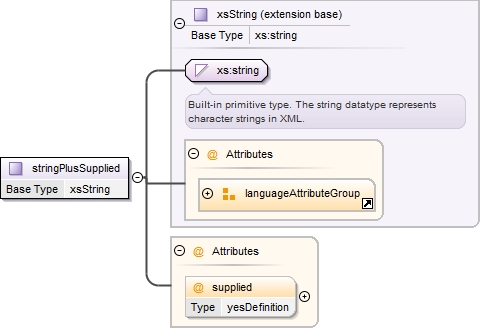 xsString (extension base)
Base Type xs:string
xs:string
Built-in primitive type. The string datatype represents
character strings in XML.
@ Attributes
languageAttributeGroup
stringPlusSupplied
Base Type xsString
@ Attributes
@ supplied
Type yesDefinition